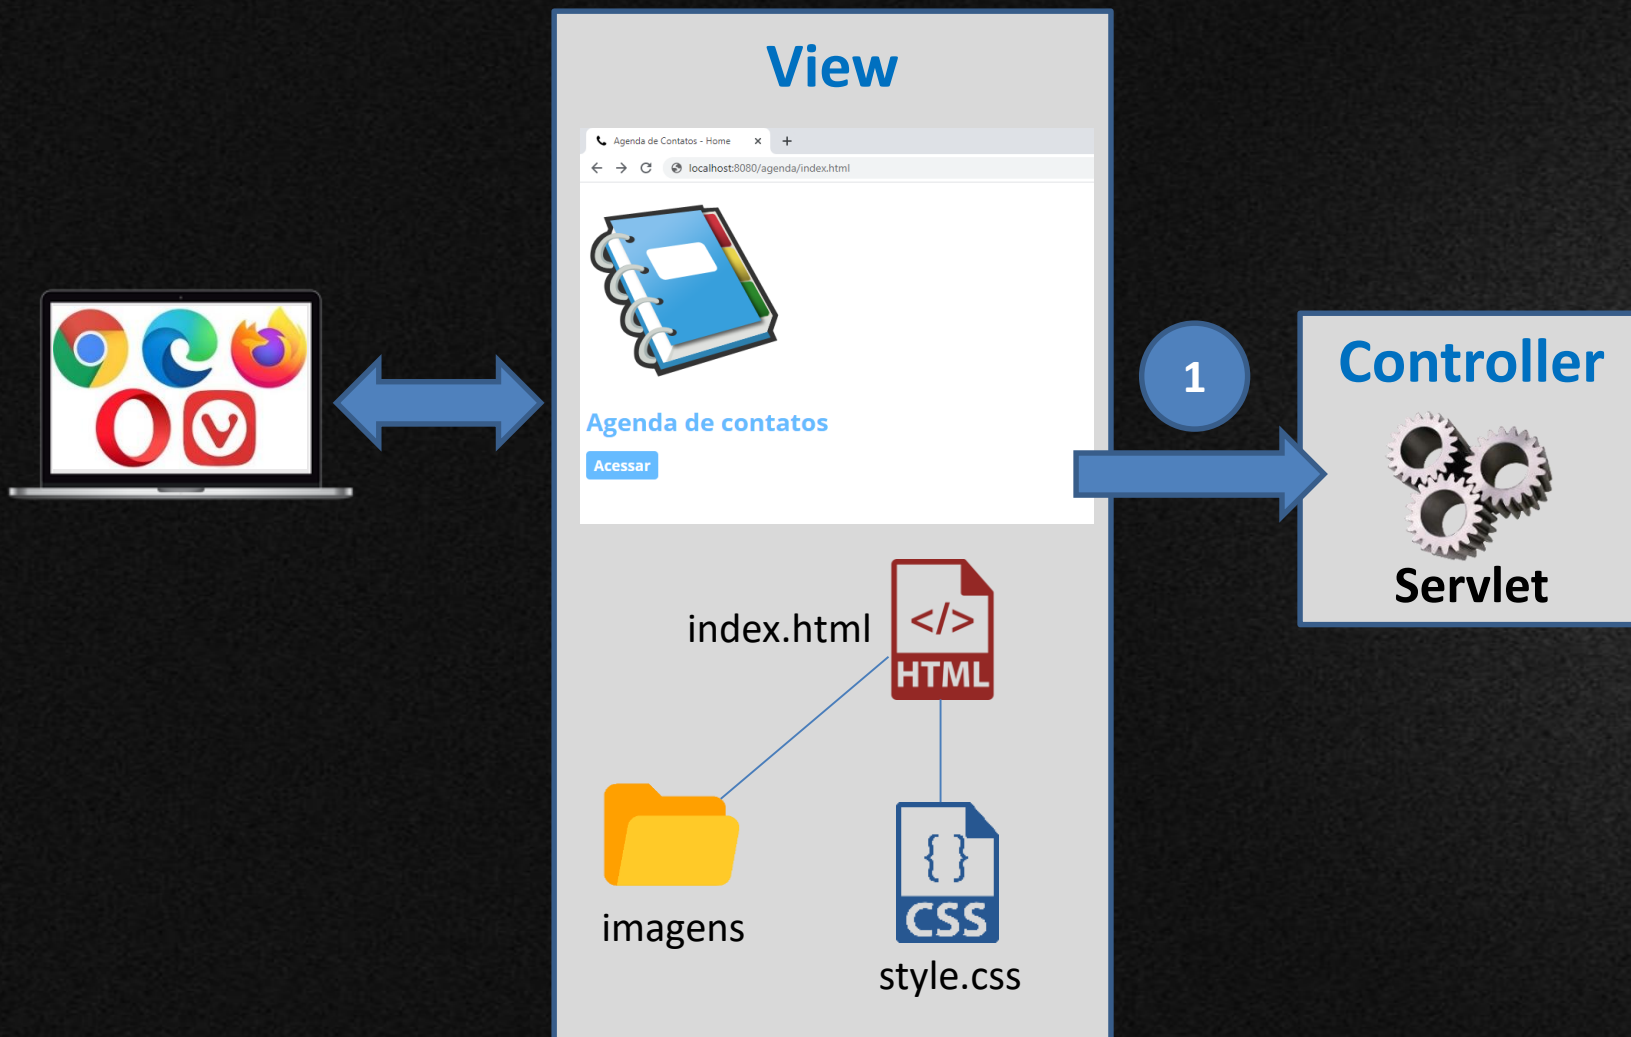 View
Agenda de Contatos - Home
localhost:8080/agenda/index.html
Agenda de contatos
Acessar
1
Controller
Servlet
index.html
</>
HTML
imagens
{ }
CSS
style.css